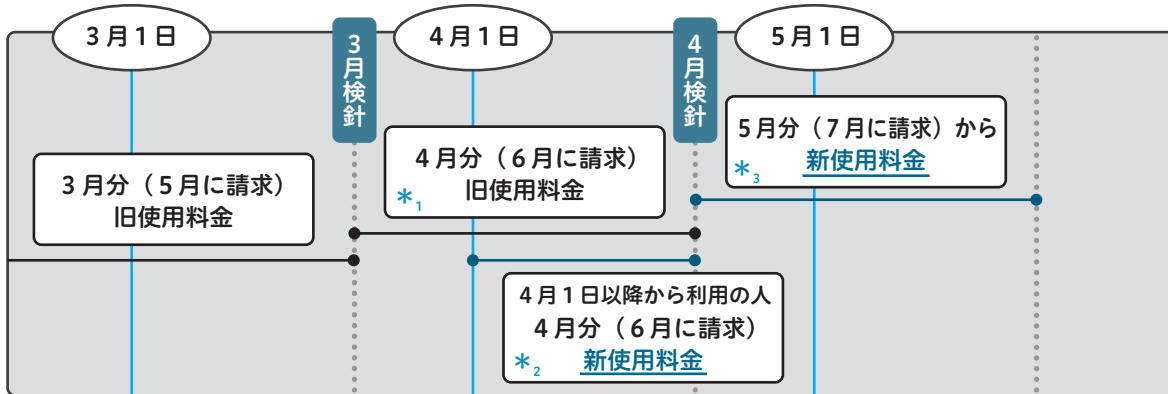 3月1日
3月検針
4月1日
4月検針
5月1日
3月分(5月に請求)
旧使用料金
4月分(6月に請求)
*1 旧使用料金
5月分(7月に請求)から
*3 新使用料金
4月1日以降から利用の人
4月分(6月に請求)
*2 新使用料金